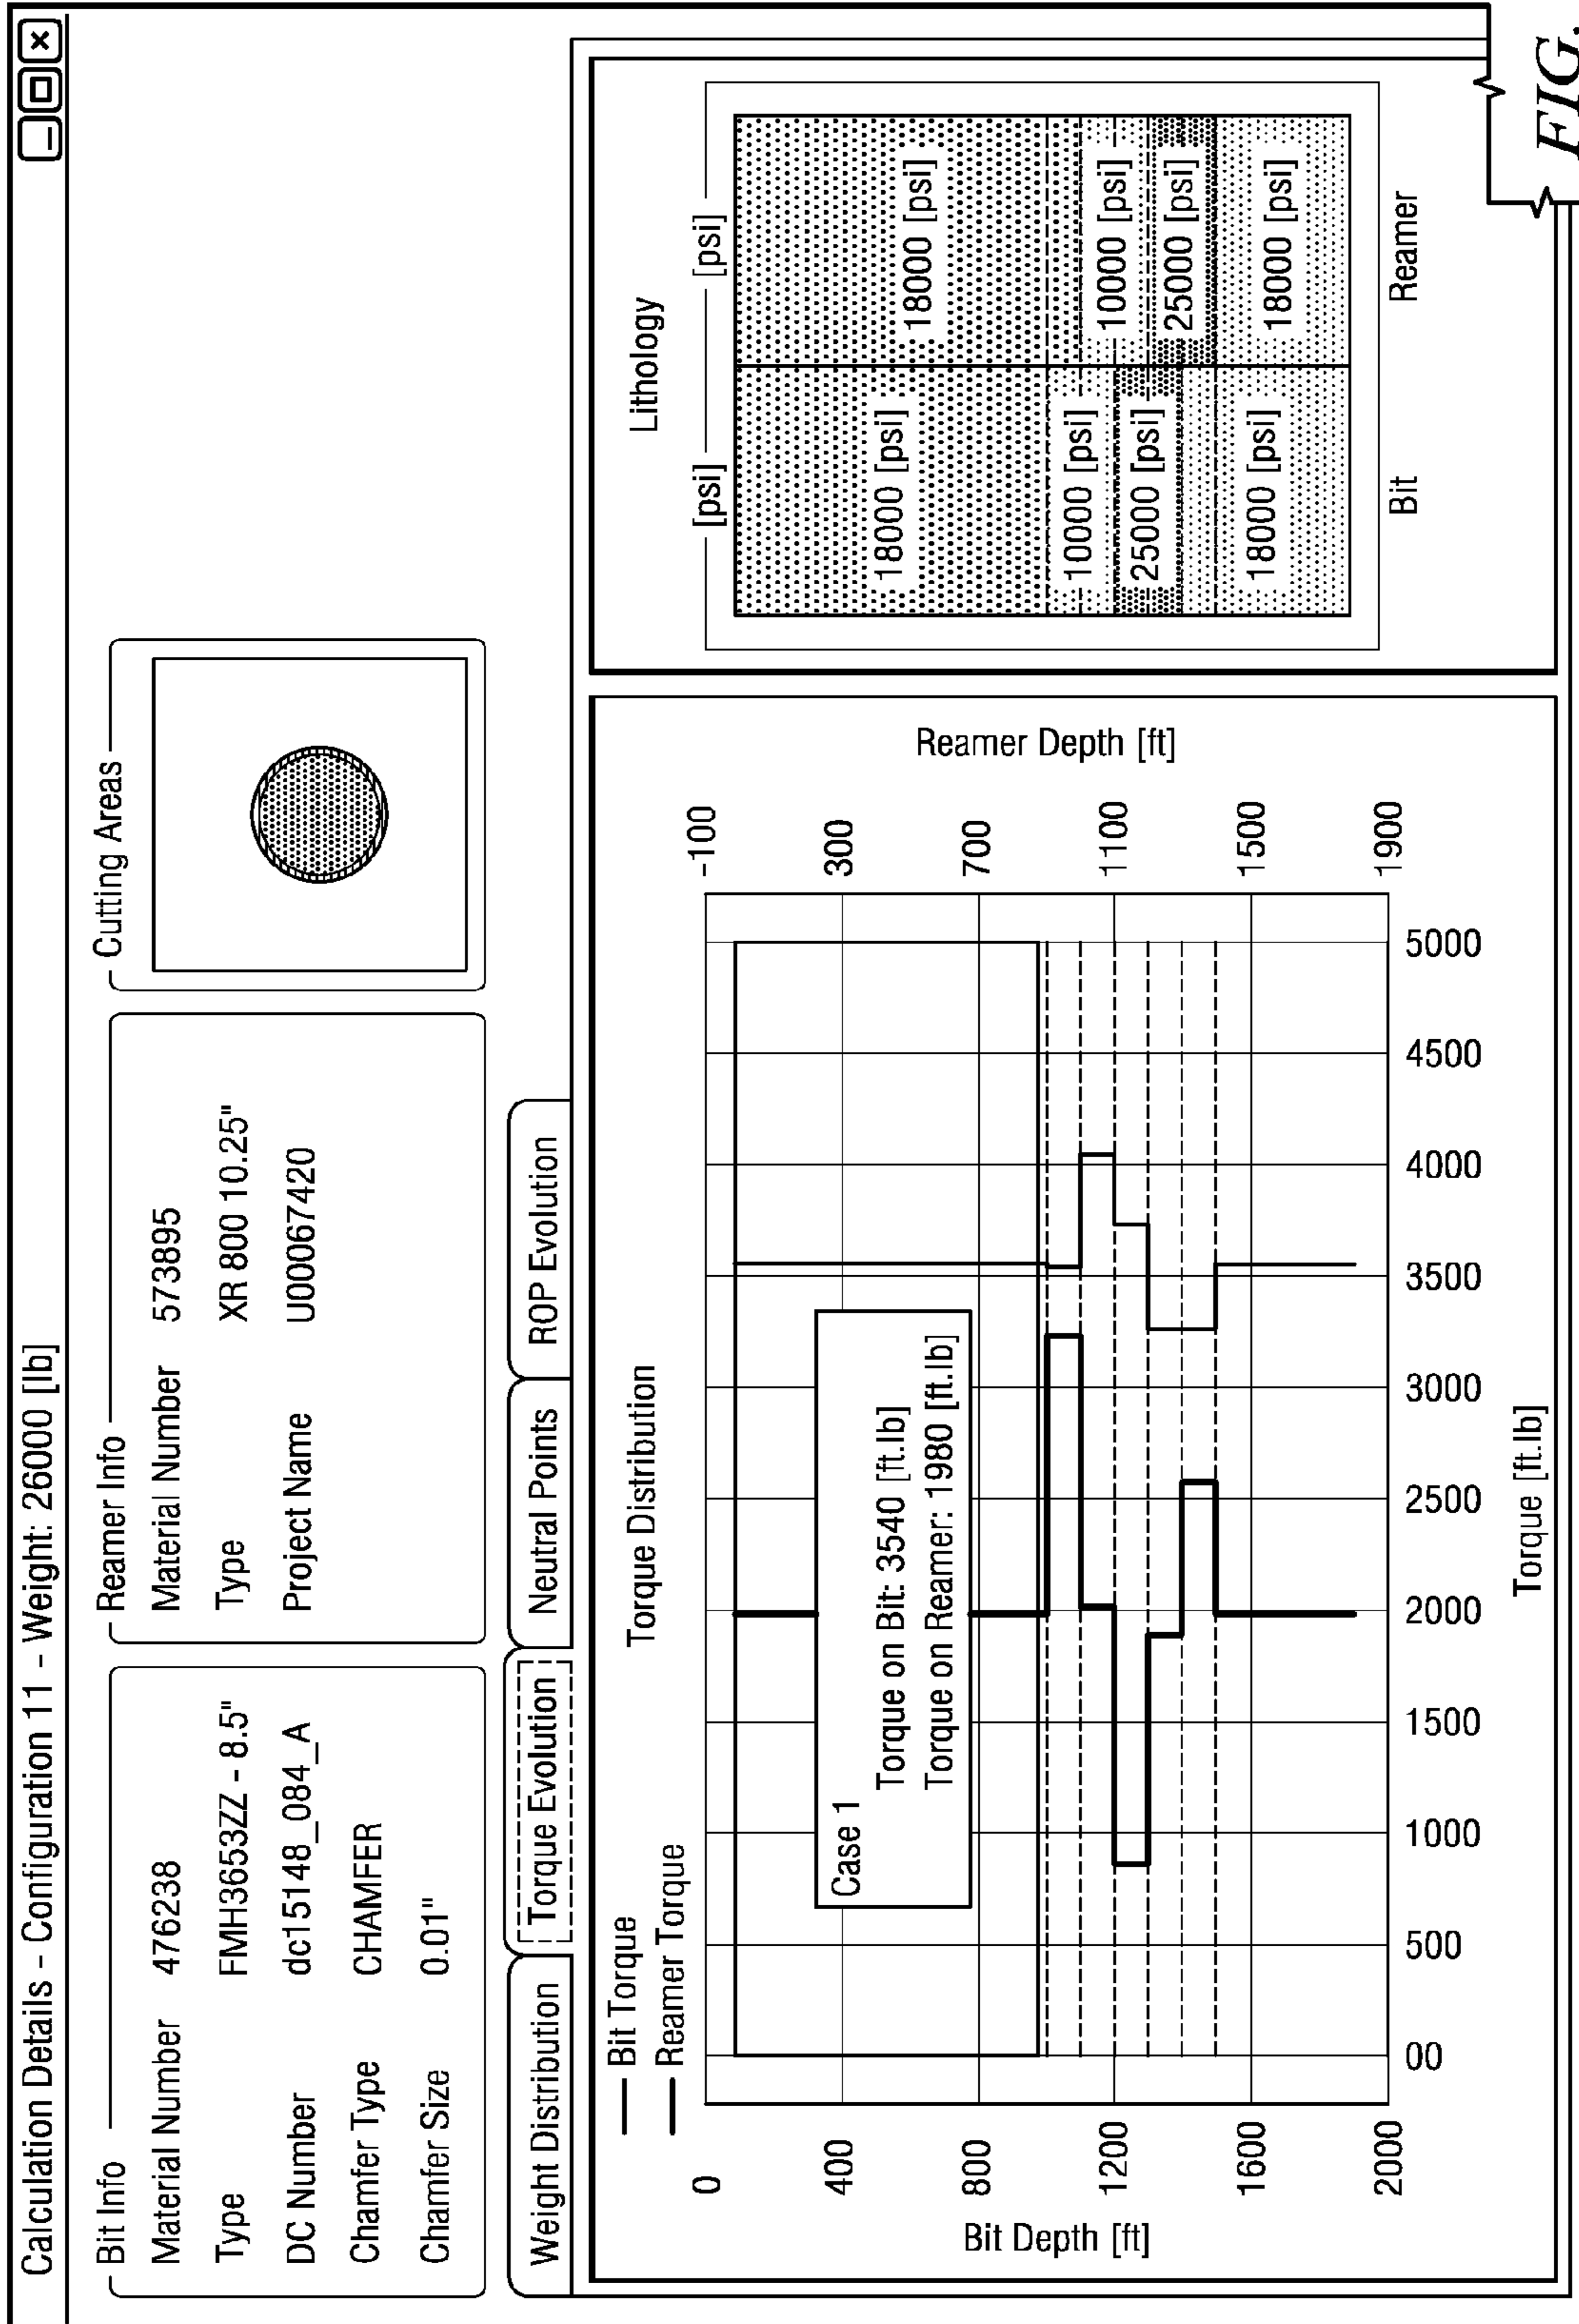 Calculation Details - Configuration 11 - Weight: 26000 [lb]
Bit Info
Material Number 476238
Type FMH3653ZZ - 8.5"
DC Number dc15148_084_A
Chamfer Type CHAMFER
Chamfer Size 0.01"
Reamer Info
Material Number 573895
Type XR 800 10.25"
Project Name U00067420
Cutting Areas
Weight Distribution
Torque Evolution
Neutral Points
ROP Evolution
Torque Distribution
Bit Torque
Reamer Torque
Bit Depth [ft]
0
400
800
1200
1600
2000
Case 1
Torque on Bit: 3540 [ft.lb]
Torque on Reamer: 1980 [ft.lb]
-100
300
700
1100
1500
1900
Reamer Depth [ft]
00 500 1000 1500 2000 2500 3000 3500 4000 4500 5000
Torque [ft.lb]
Lithology
[psi] [psi]
18000 [psi]
10000 [psi]
25000 [psi]
18000 [psi]
Bit
18000 [psi]
10000 [psi]
25000 [psi]
18000 [psi]
Reamer
FIG.